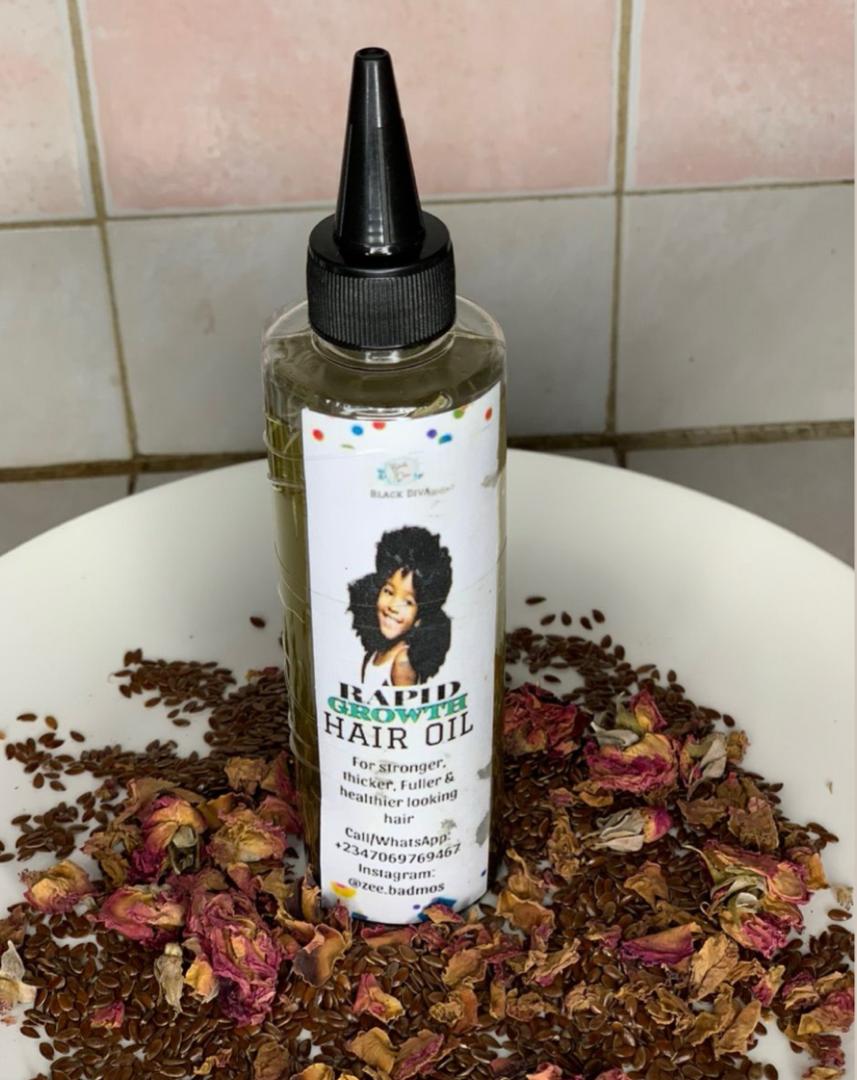 BLACK DIVA
RAPID
GROWTH
HAIR OIL
For stronger,
thicker, Fuller &
healthier looking
hair
Call/WhatsApp:
+2347069769467
Instagram:
@zee.badmos